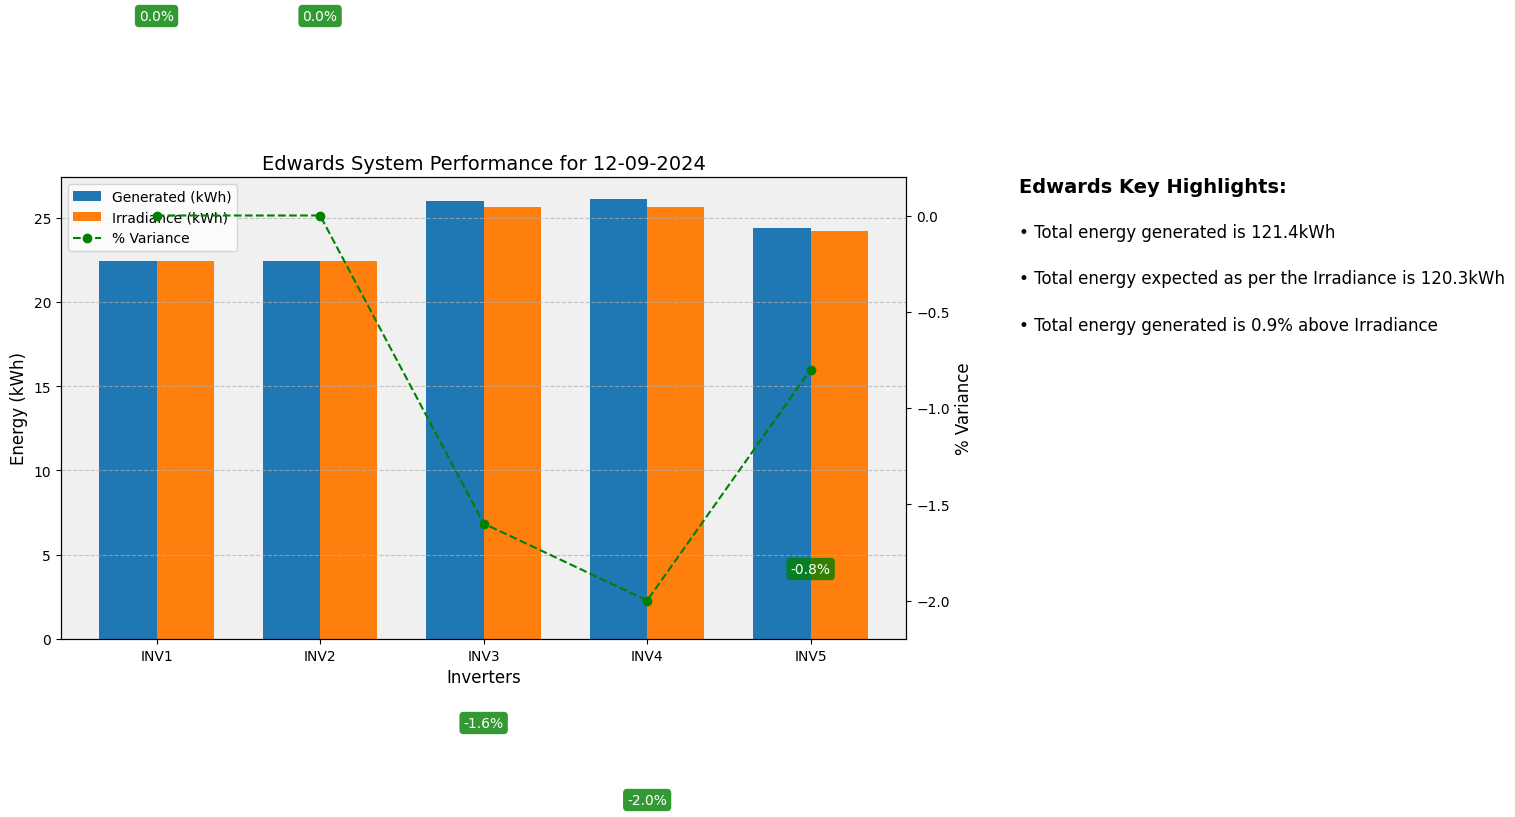 0.0%
0.0%
Edwards System Performance for 12-09-2024
Generated (kWh)
Irradiance (kWh)
% Variance
Energy (kWh)
25
20
15
10
5
0
0.0
−0.5
−1.0
−1.5
−2.0
% Variance
-0.8%
INV1
INV2
INV3
INV4
INV5
Inverters
-1.6%
-2.0%
Edwards Key Highlights:
• Total energy generated is 121.4kWh
• Total energy expected as per the Irradiance is 120.3kWh
• Total energy generated is 0.9% above Irradiance